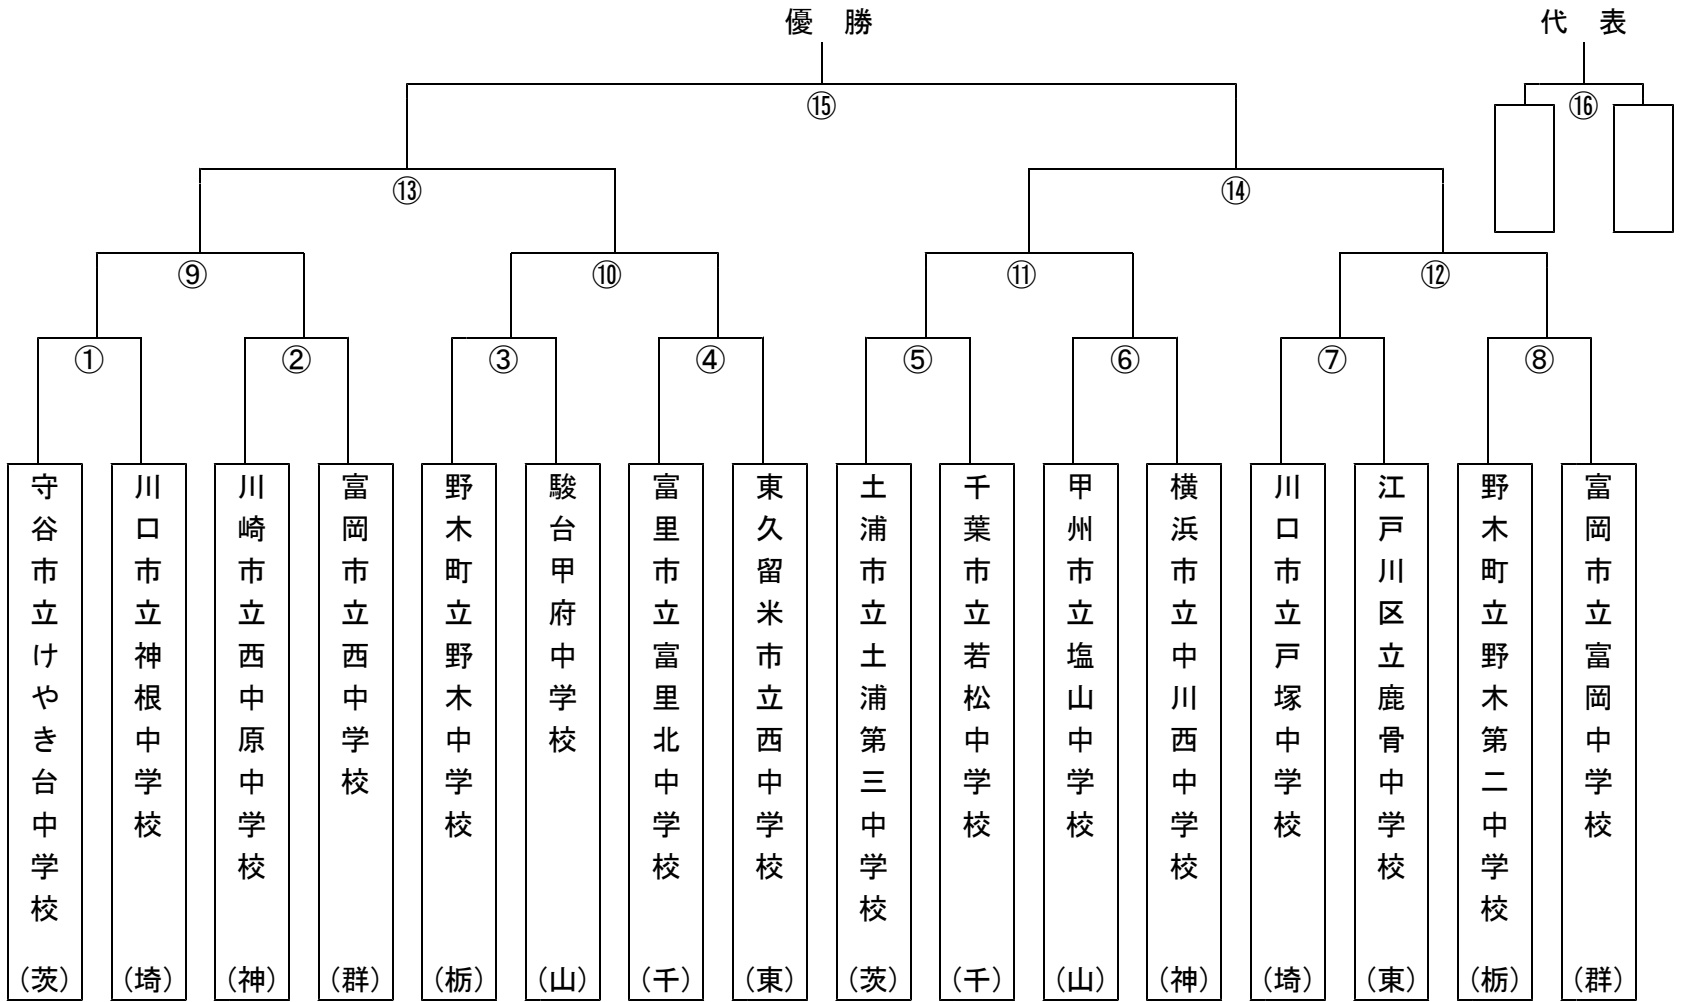 優 勝
代 表
⑮
⑯
⑬
⑭
⑨
⑩
⑪
⑫
①
②
③
④
⑤
⑥
⑦
⑧
守谷市立けやき台中学校 (茨)
川口市立神根中学校 (埼)
川崎市立西中原中学校 (神)
富岡市立西中学校 (群)
野木町立野木中学校 (栃)
駿台甲府中学校 (山)
富里市立富里北中学校 (千)
東久留米市立西中学校 (東)
土浦市立土浦第三中学校 (茨)
千葉市立若松中学校 (千)
甲州市立塩山中学校 (山)
横浜市立中川西中学校 (神)
川口市立戸塚中学校 (埼)
江戸川区立鹿骨中学校 (東)
野木町立野木第二中学校 (栃)
富岡市立富岡中学校 (群)